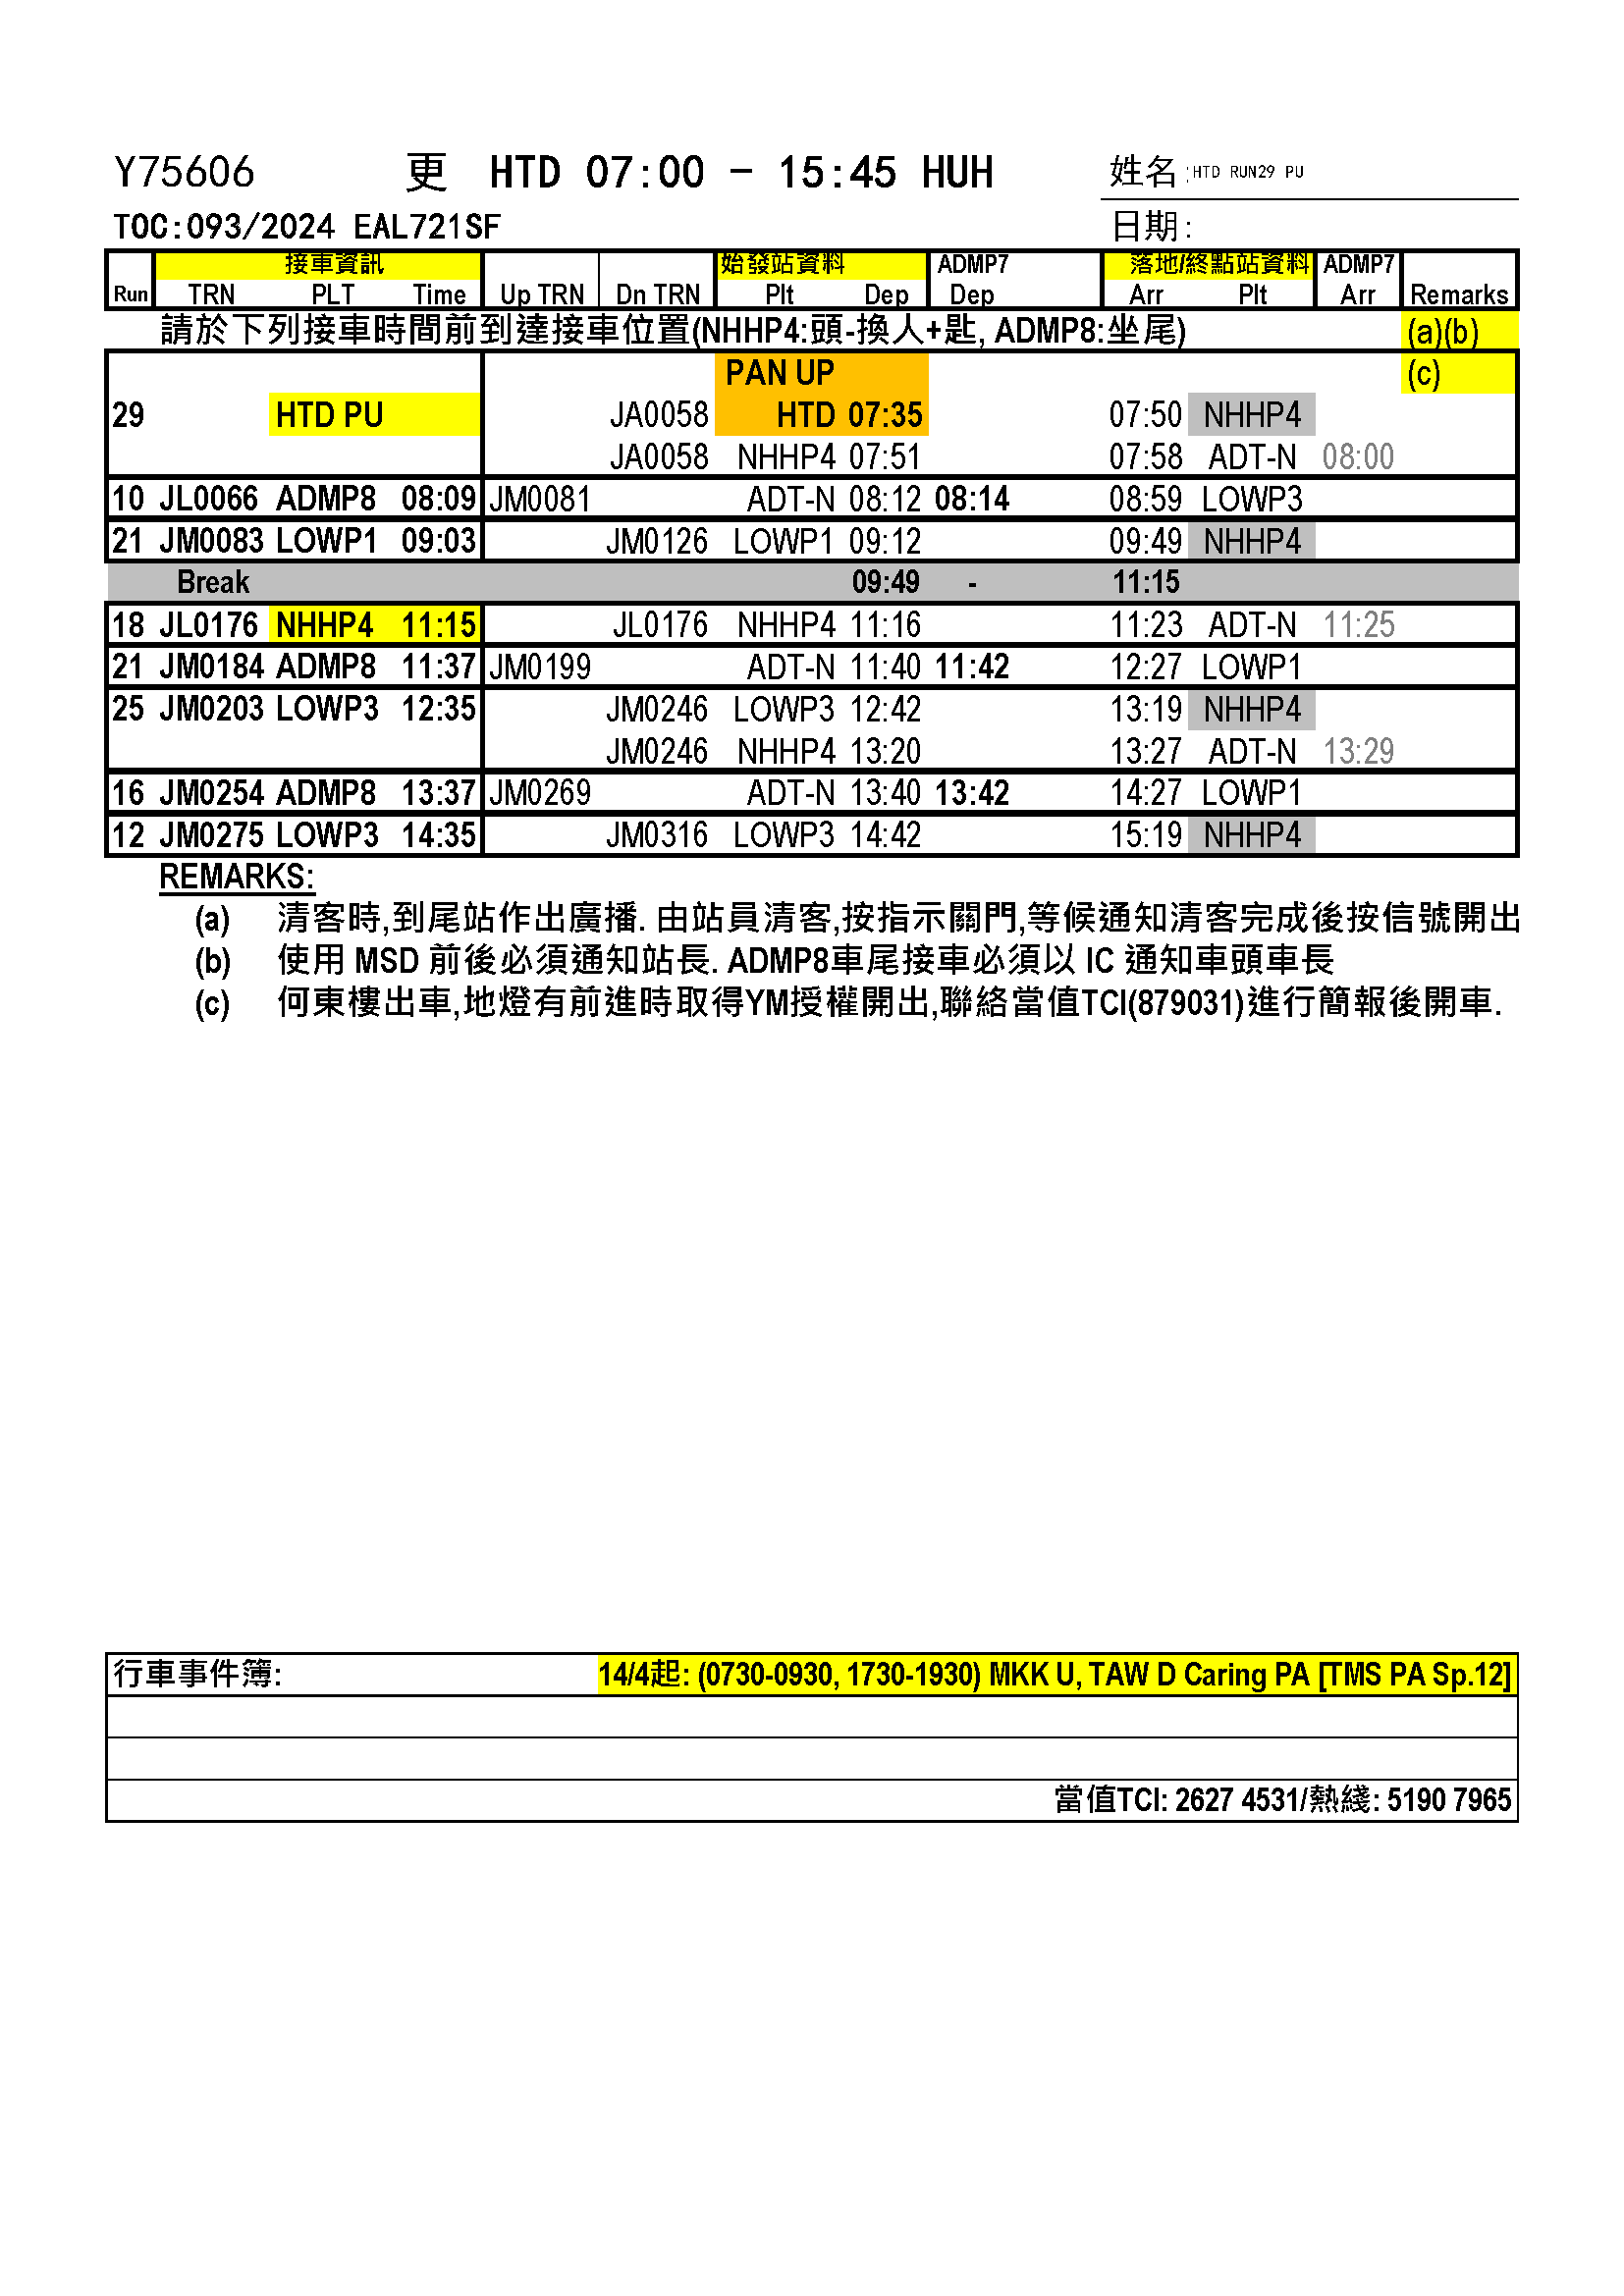 Y75606 更 HTD 07:00 - 15:45 HUH 姓名:HTD RUN29 PU
TOC:093/2024 EAL721SF 日期:
接車資訊 始發站資料 ADMP7 落地/終點站資料 ADMP7
Run TRN PLT Time Up TRN Dn TRN Plt Dep Dep Arr Plt Arr Remarks
請於下列接車時間前到達接車位置(NHHP4:頭-換人+匙, ADMP8:坐尾) (a)(b)
PAN UP (c)
29 HTD PU JA0058 HTD 07:35 07:50 NHHP4
JA0058 NHHP4 07:51 07:58 ADT-N 08:00
10 JL0066 ADMP8 08:09 JM0081 ADT-N 08:12 08:14 08:59 LOWP3
21 JM0083 LOWP1 09:03 JM0126 LOWP1 09:12 09:49 NHHP4
Break 09:49 - 11:15
18 JL0176 NHHP4 11:15 JL0176 NHHP4 11:16 11:23 ADT-N 11:25
21 JM0184 ADMP8 11:37 JM0199 ADT-N 11:40 11:42 12:27 LOWP1
25 JM0203 LOWP3 12:35 JM0246 LOWP3 12:42 13:19 NHHP4
JM0246 NHHP4 13:20 13:27 ADT-N 13:29
16 JM0254 ADMP8 13:37 JM0269 ADT-N 13:40 13:42 14:27 LOWP1
12 JM0275 LOWP3 14:35 JM0316 LOWP3 14:42 15:19 NHHP4
REMARKS:
(a) 清客時,到尾站作出廣播. 由站員清客,按指示關門,等候通知清客完成後按信號開出
(b) 使用 MSD 前後必須通知站長. ADMP8車尾接車必須以 IC 通知車頭車長
(c) 何東樓出車,地燈有前進時取得YM授權開出,聯絡當值TCI(879031)進行簡報後開車.
行車事件簿: 14/4起: (0730-0930, 1730-1930) MKK U, TAW D Caring PA [TMS PA Sp.12]
當值TCI: 2627 4531/熱綫: 5190 7965